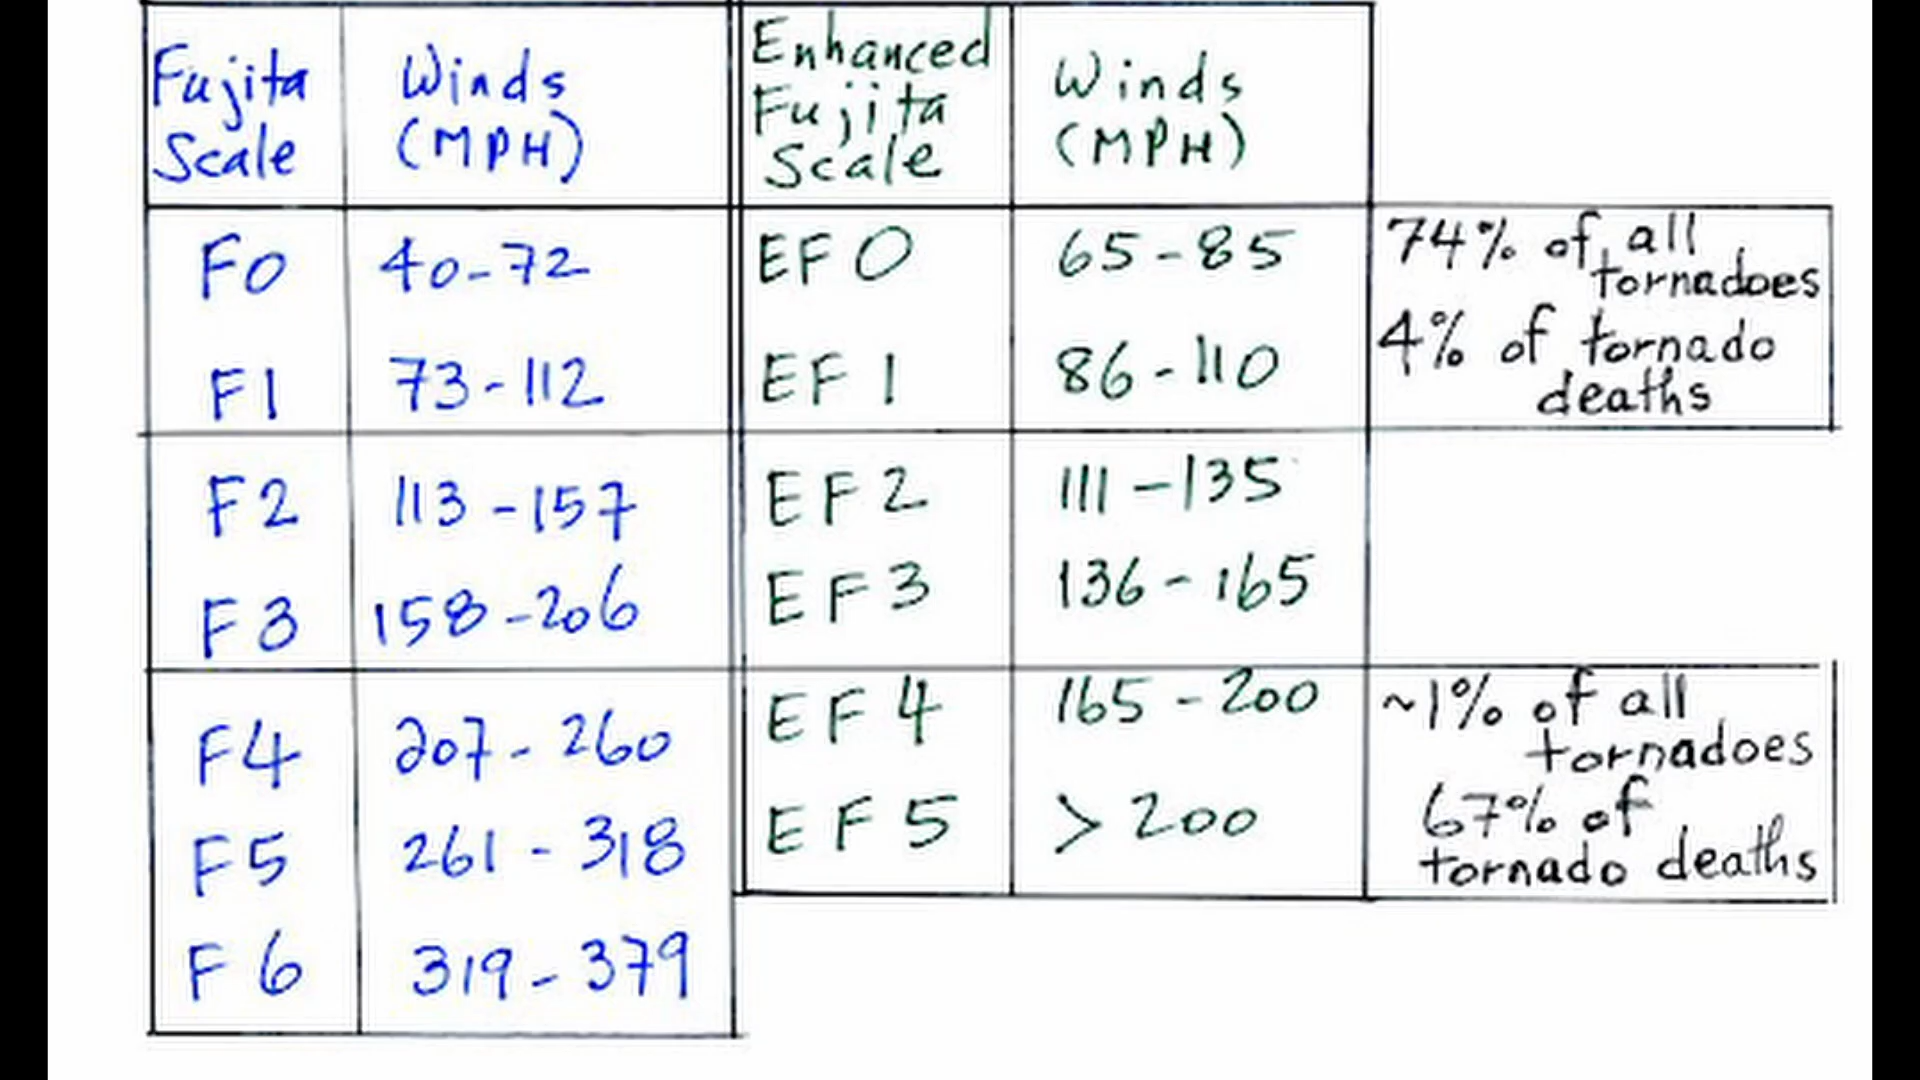 Fujita Scale
Winds (MPH)
Enhanced Fujita Scale
Winds (MPH)
F0 40-72 EF 0 65-85
74% of all tornadoes
F1 73-112 EF 1 86-110
4% of tornado deaths
F2 113-157 EF 2 111-135
F3 158-206 EF 3 136-165
F4 207-260 EF 4 165-200
~1% of all tornadoes
F5 261-318 EF 5 >200
67% of tornado deaths
F6 319-379